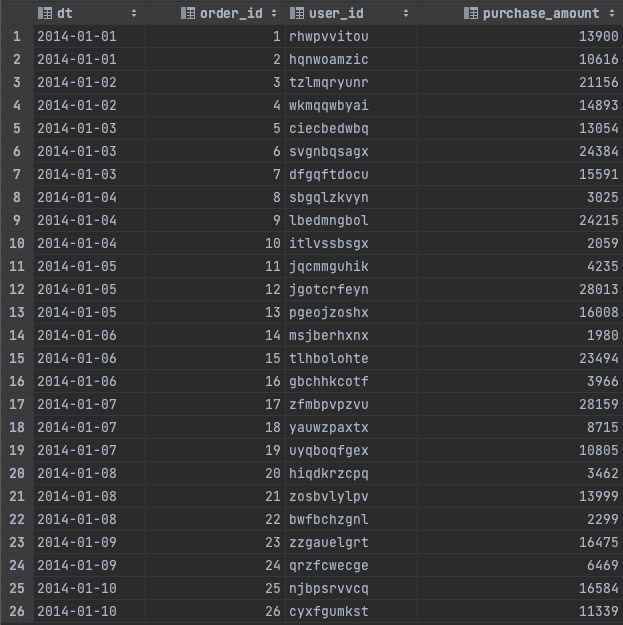 dt order_id user_id purchase_amount
1 2014-01-01 1 rhwpvvitou 13900
2 2014-01-01 2 hqnwoamzic 10616
3 2014-01-02 3 tzlmqryunr 21156
4 2014-01-02 4 wkmqqwbyai 14893
5 2014-01-03 5 ciecbedwbq 13054
6 2014-01-03 6 svgnbqsagx 24384
7 2014-01-03 7 dfgqftdocu 15591
8 2014-01-04 8 sbgqlzkvyn 3025
9 2014-01-04 9 lbedmngbol 24215
10 2014-01-04 10 itlvssbsgx 2059
11 2014-01-05 11 jqcmmguhik 4235
12 2014-01-05 12 jgotcrfeyn 28013
13 2014-01-05 13 pgeojzoshx 16008
14 2014-01-06 14 msjberhxnx 1980
15 2014-01-06 15 tlhbolohte 23494
16 2014-01-06 16 gbchhkcotf 3966
17 2014-01-07 17 zfmbpvpzvu 28159
18 2014-01-07 18 yauwzpaxtx 8715
19 2014-01-07 19 uyqboqfgex 10805
20 2014-01-08 20 hiqdkrzcpq 3462
21 2014-01-08 21 zosbvlylpv 13999
22 2014-01-08 22 bwfbchzgnl 2299
23 2014-01-09 23 zzgauelgrt 16475
24 2014-01-09 24 qrzfcwecge 6469
25 2014-01-10 25 njbpsrvvcq 16584
26 2014-01-10 26 cyxfgumkst 11339